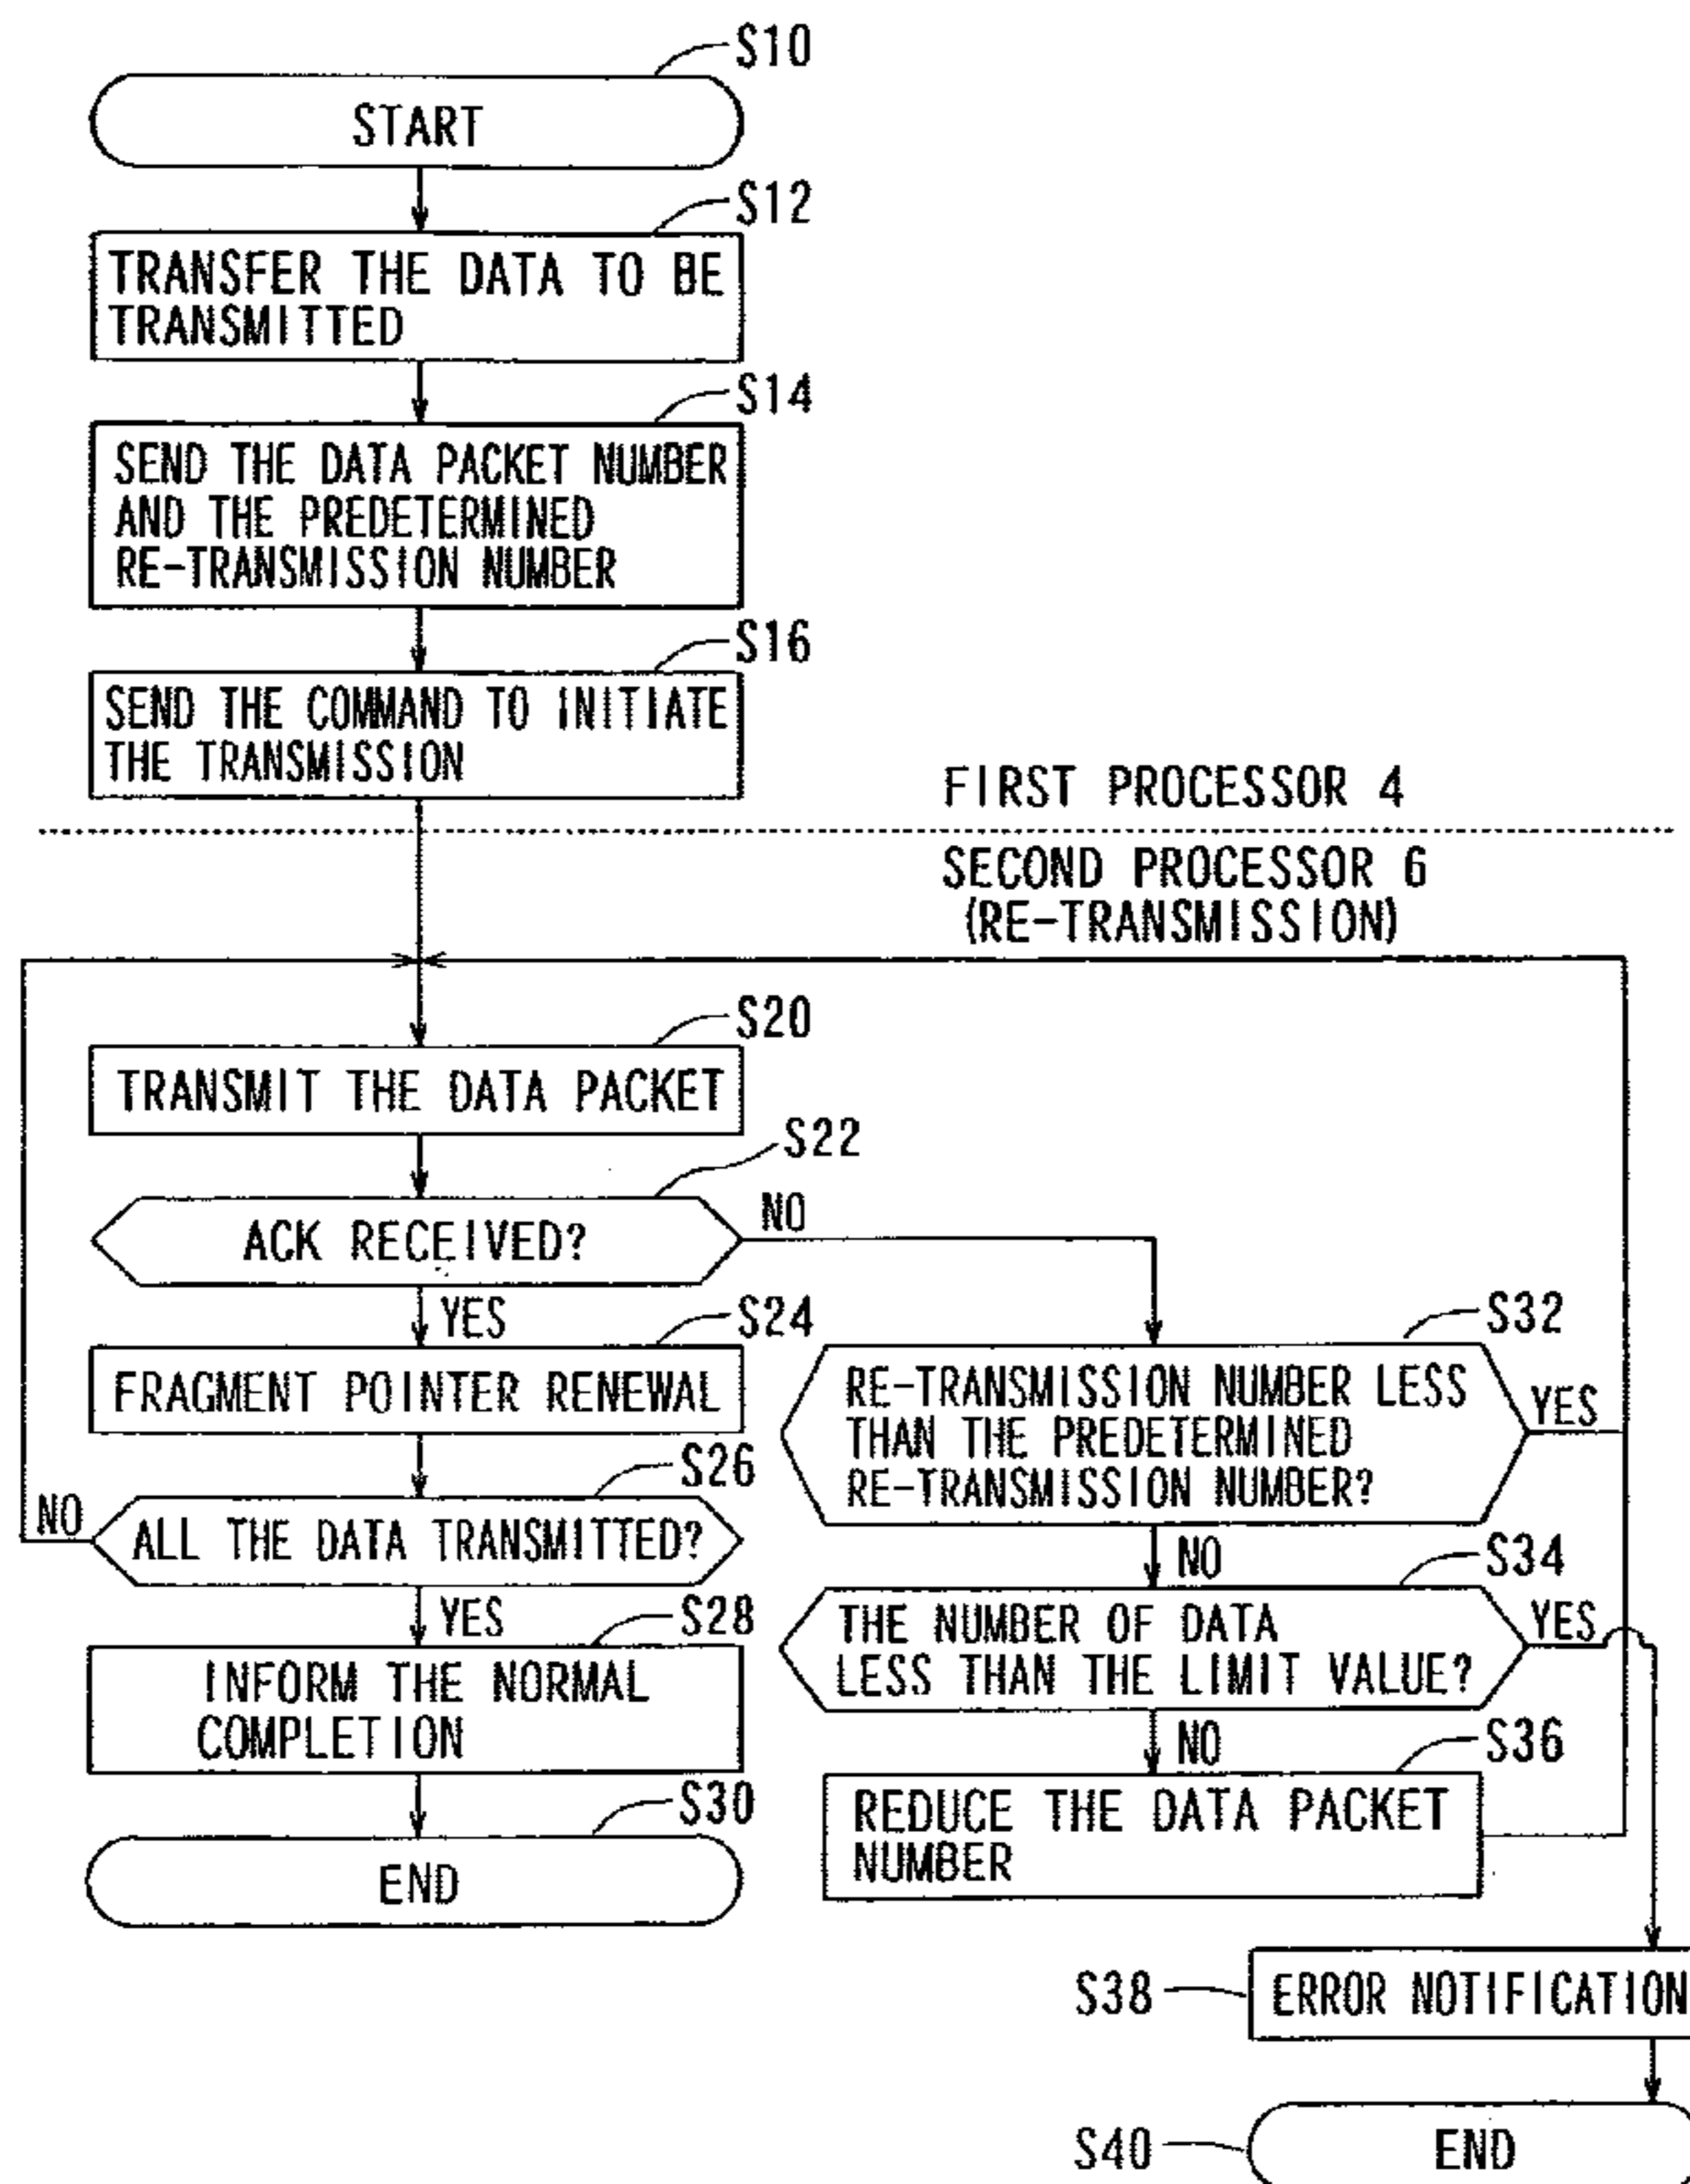 S10
START
S12
TRANSFER THE DATA TO BE
TRANSMITTED
S14
SEND THE DATA PACKET NUMBER
AND THE PREDETERMINED
RE-TRANSMISSION NUMBER
S16
SEND THE COMMAND TO INITIATE
THE TRANSMISSION
FIRST PROCESSOR 4
SECOND PROCESSOR 6
(RE-TRANSMISSION)
S20
TRANSMIT THE DATA PACKET
S22
ACK RECEIVED?
NO
YES
S24
FRAGMENT POINTER RENEWAL
S26
ALL THE DATA TRANSMITTED?
NO
YES
S28
INFORM THE NORMAL
COMPLETION
S30
END
S32
RE-TRANSMISSION NUMBER LESS
THAN THE PREDETERMINED
RE-TRANSMISSION NUMBER?
YES
NO
S34
THE NUMBER OF DATA
LESS THAN THE LIMIT VALUE?
YES
NO
S36
REDUCE THE DATA PACKET
NUMBER
S38
ERROR NOTIFICATION
S40
END